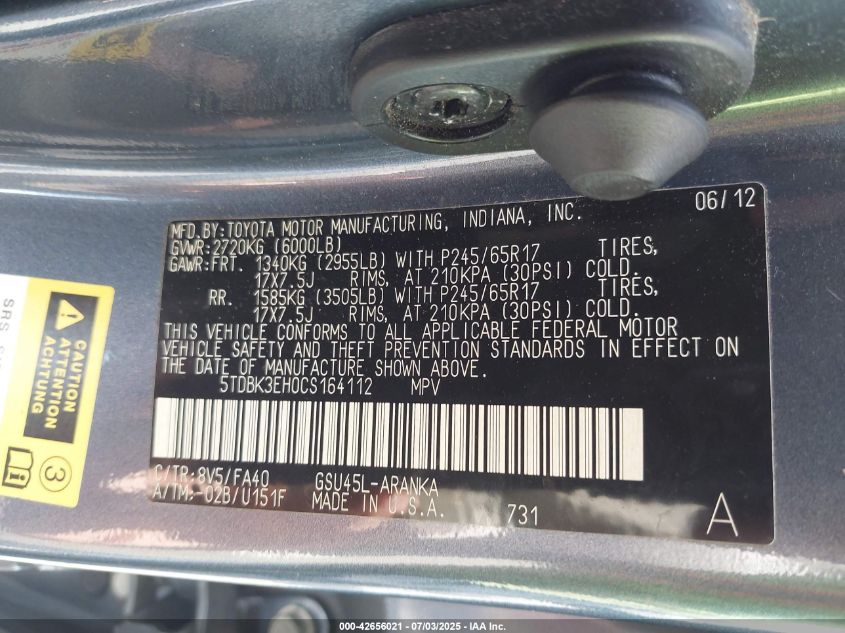 06/12
MFD.BY:TOYOTA MOTOR MANUFACTURING, INDIANA, INC.
GVWR:2720KG (6000LB)
GAWR:FRT. 1340KG (2955LB) WITH P245/65R17 TIRES,
17X7.5J RIMS, AT 210KPA (30PSI) COLD.
RR. 1585KG (3505LB) WITH P245/65R17 TIRES,
17X7.5J RIMS, AT 210KPA (30PSI) COLD.
THIS VEHICLE CONFORMS TO ALL APPLICABLE FEDERAL MOTOR
VEHICLE SAFETY AND THEFT PREVENTION STANDARDS IN EFFECT ON
THE DATE OF MANUFACTURE SHOWN ABOVE.
5TDBK3EH0CS164112 MPV
C/TR:8V5/FA40 GSU45L-ARANKA
A/TM:-02B/U151F MADE IN U.S.A.
731 A
CAUTION
ATTENTION
ACHTUNG
3
SRS
000-42656021 - 07/03/2025 - IAA Inc.